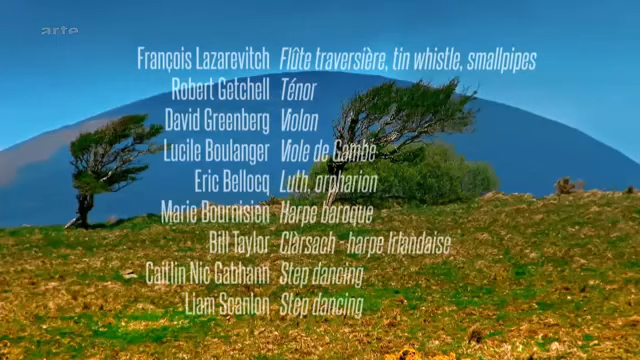 arte
François Lazarevitch Flûte traversière, tin whistle, smallpipes
Robert Getchell Ténor
David Greenberg Violon
Lucile Boulanger Viole de Gambe
Eric Bellocq Luth, orpharion
Marie Bournisien Harpe baroque
Bill Taylor Clàrsach - harpe Irlandaise
Caitlin Nic Gabhann Step dancing
Liam Scanlon Step dancing